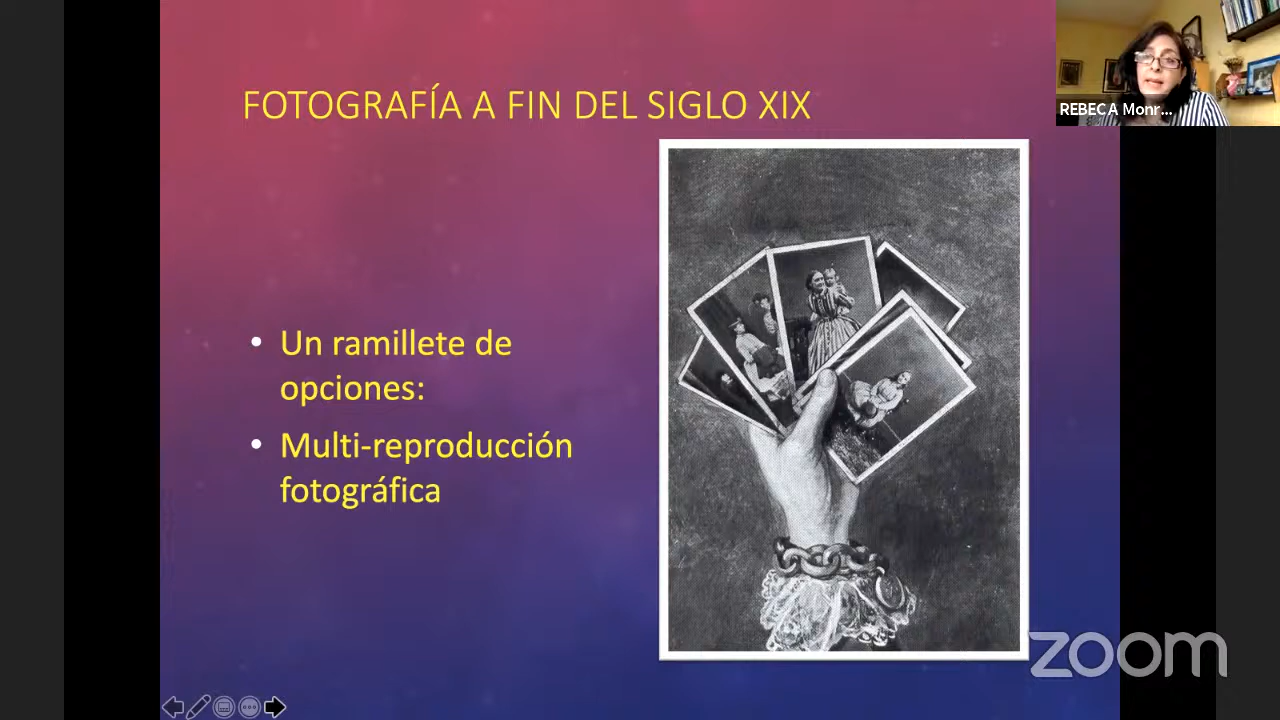 FOTOGRAFÍA A FIN DEL SIGLO XIX
REBECA Monr...
• Un ramillete de
opciones:
• Multi-reproducción
fotográfica
zoom